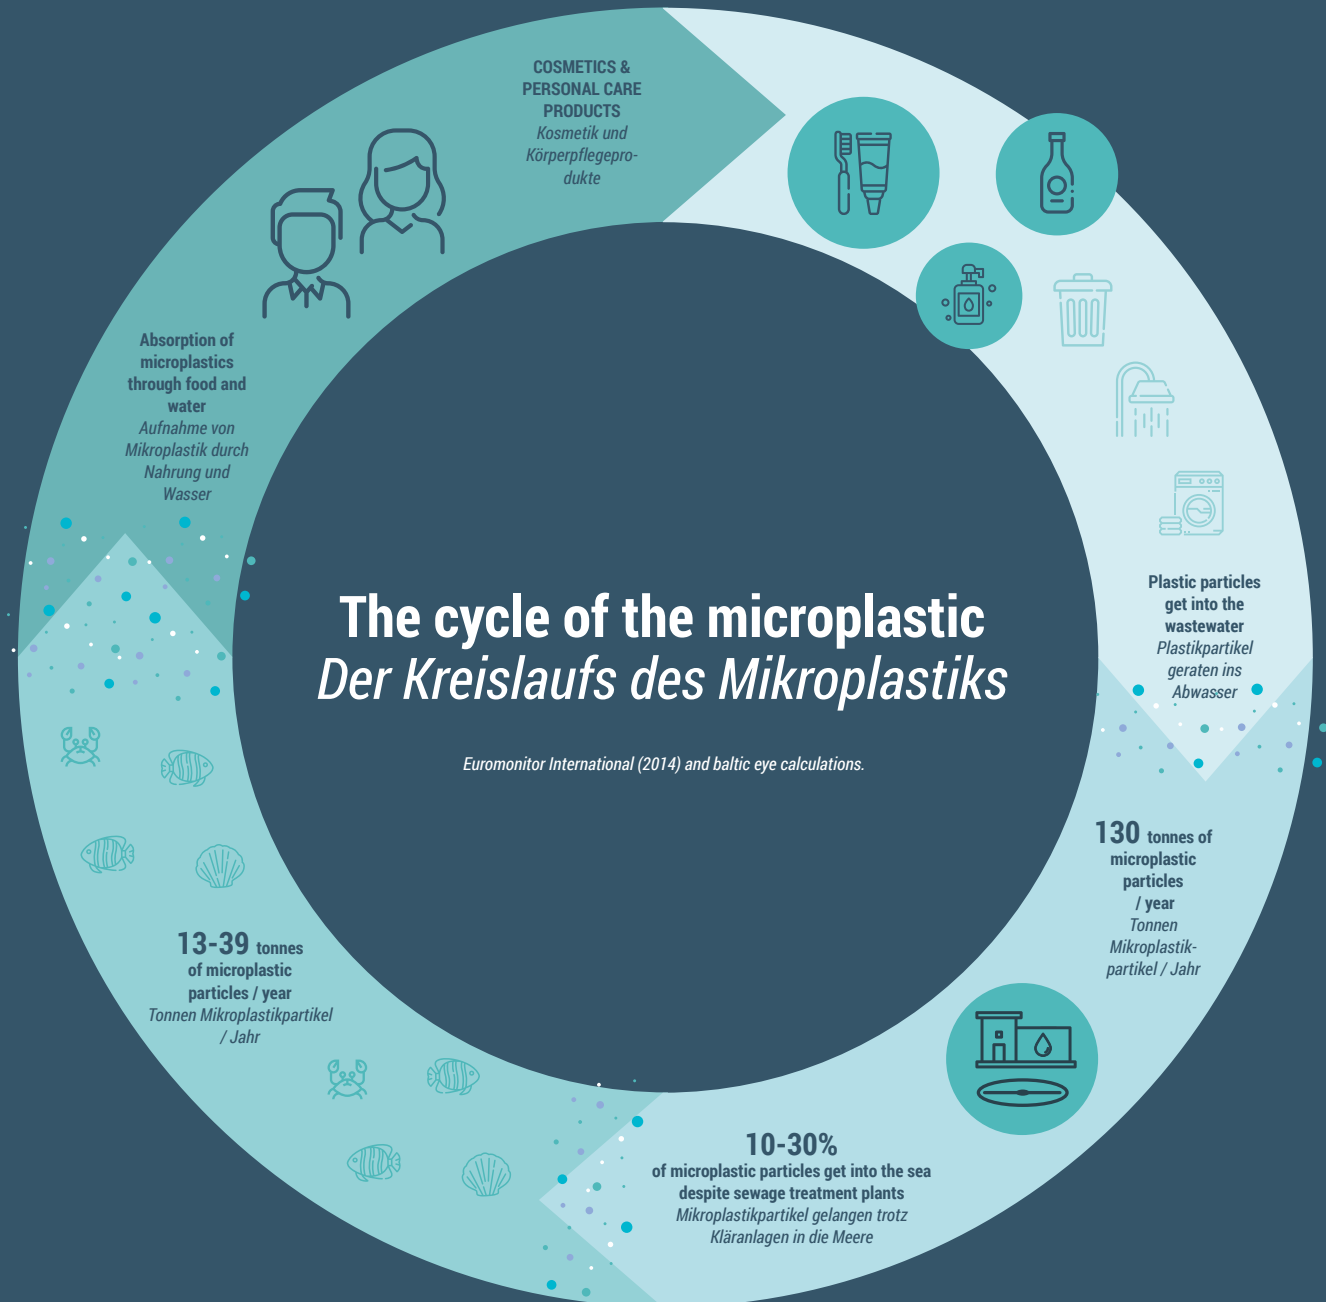 COSMETICS &
PERSONAL CARE
PRODUCTS
Kosmetik und
Körperpflegepro-
dukte
Absorption of
microplastics
through food and
water
Aufnahme von
Mikroplastik durch
Nahrung und
Wasser
Plastic particles
get into the
wastewater
Plastikpartikel
geraten ins
Abwasser
The cycle of the microplastic
Der Kreislaufs des Mikroplastiks
Euromonitor International (2014) and baltic eye calculations.
130 tonnes of
microplastic
particles
/ year
Tonnen
Mikroplastik-
partikel / Jahr
13-39 tonnes
of microplastic
particles / year
Tonnen Mikroplastikpartikel
/ Jahr
10-30%
of microplastic particles get into the sea
despite sewage treatment plants
Mikroplastikpartikel gelangen trotz
Kläranlagen in die Meere